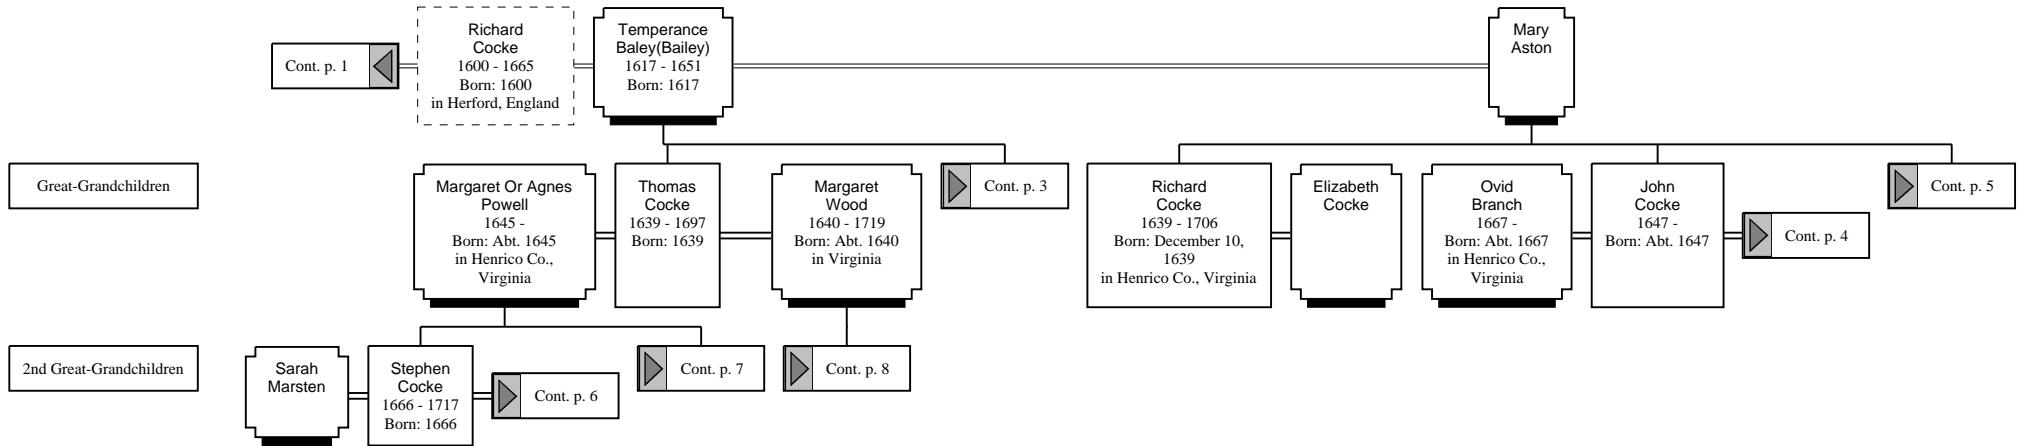 Cont. p. 1
Richard
Cocke
1600 - 1665
Born: 1600
in Herford, England
Temperance
Baley(Bailey)
1617 - 1651
Born: 1617
Mary
Aston
Great-Grandchildren
Margaret Or Agnes
Powell
1645 -
Born: Abt. 1645
in Henrico Co.,
Virginia
Thomas
Cocke
1639 - 1697
Born: 1639
Margaret
Wood
1640 - 1719
Born: Abt. 1640
in Virginia
Cont. p. 3
Richard
Cocke
1639 - 1706
Born: December 10,
1639
in Henrico Co., Virginia
Elizabeth
Cocke
Ovid
Branch
1667 -
Born: Abt. 1667
in Henrico Co.,
Virginia
John
Cocke
1647 -
Born: Abt. 1647
Cont. p. 4
Cont. p. 5
2nd Great-Grandchildren
Sarah
Marsten
Stephen
Cocke
1666 - 1717
Born: 1666
Cont. p. 6
Cont. p. 7
Cont. p. 8